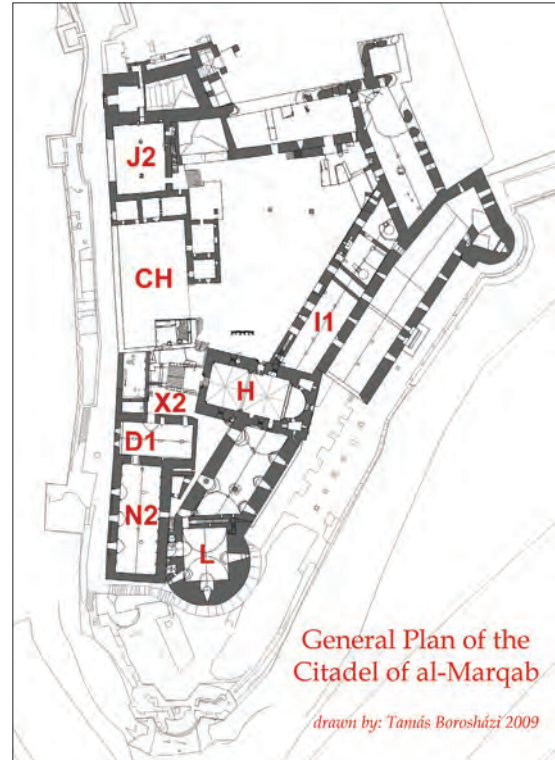 J2
CH
I1
H
X2
D1
N2
L
General Plan of the
Citadel of al-Marqab
drawn by: Tamás Borosházi 2009